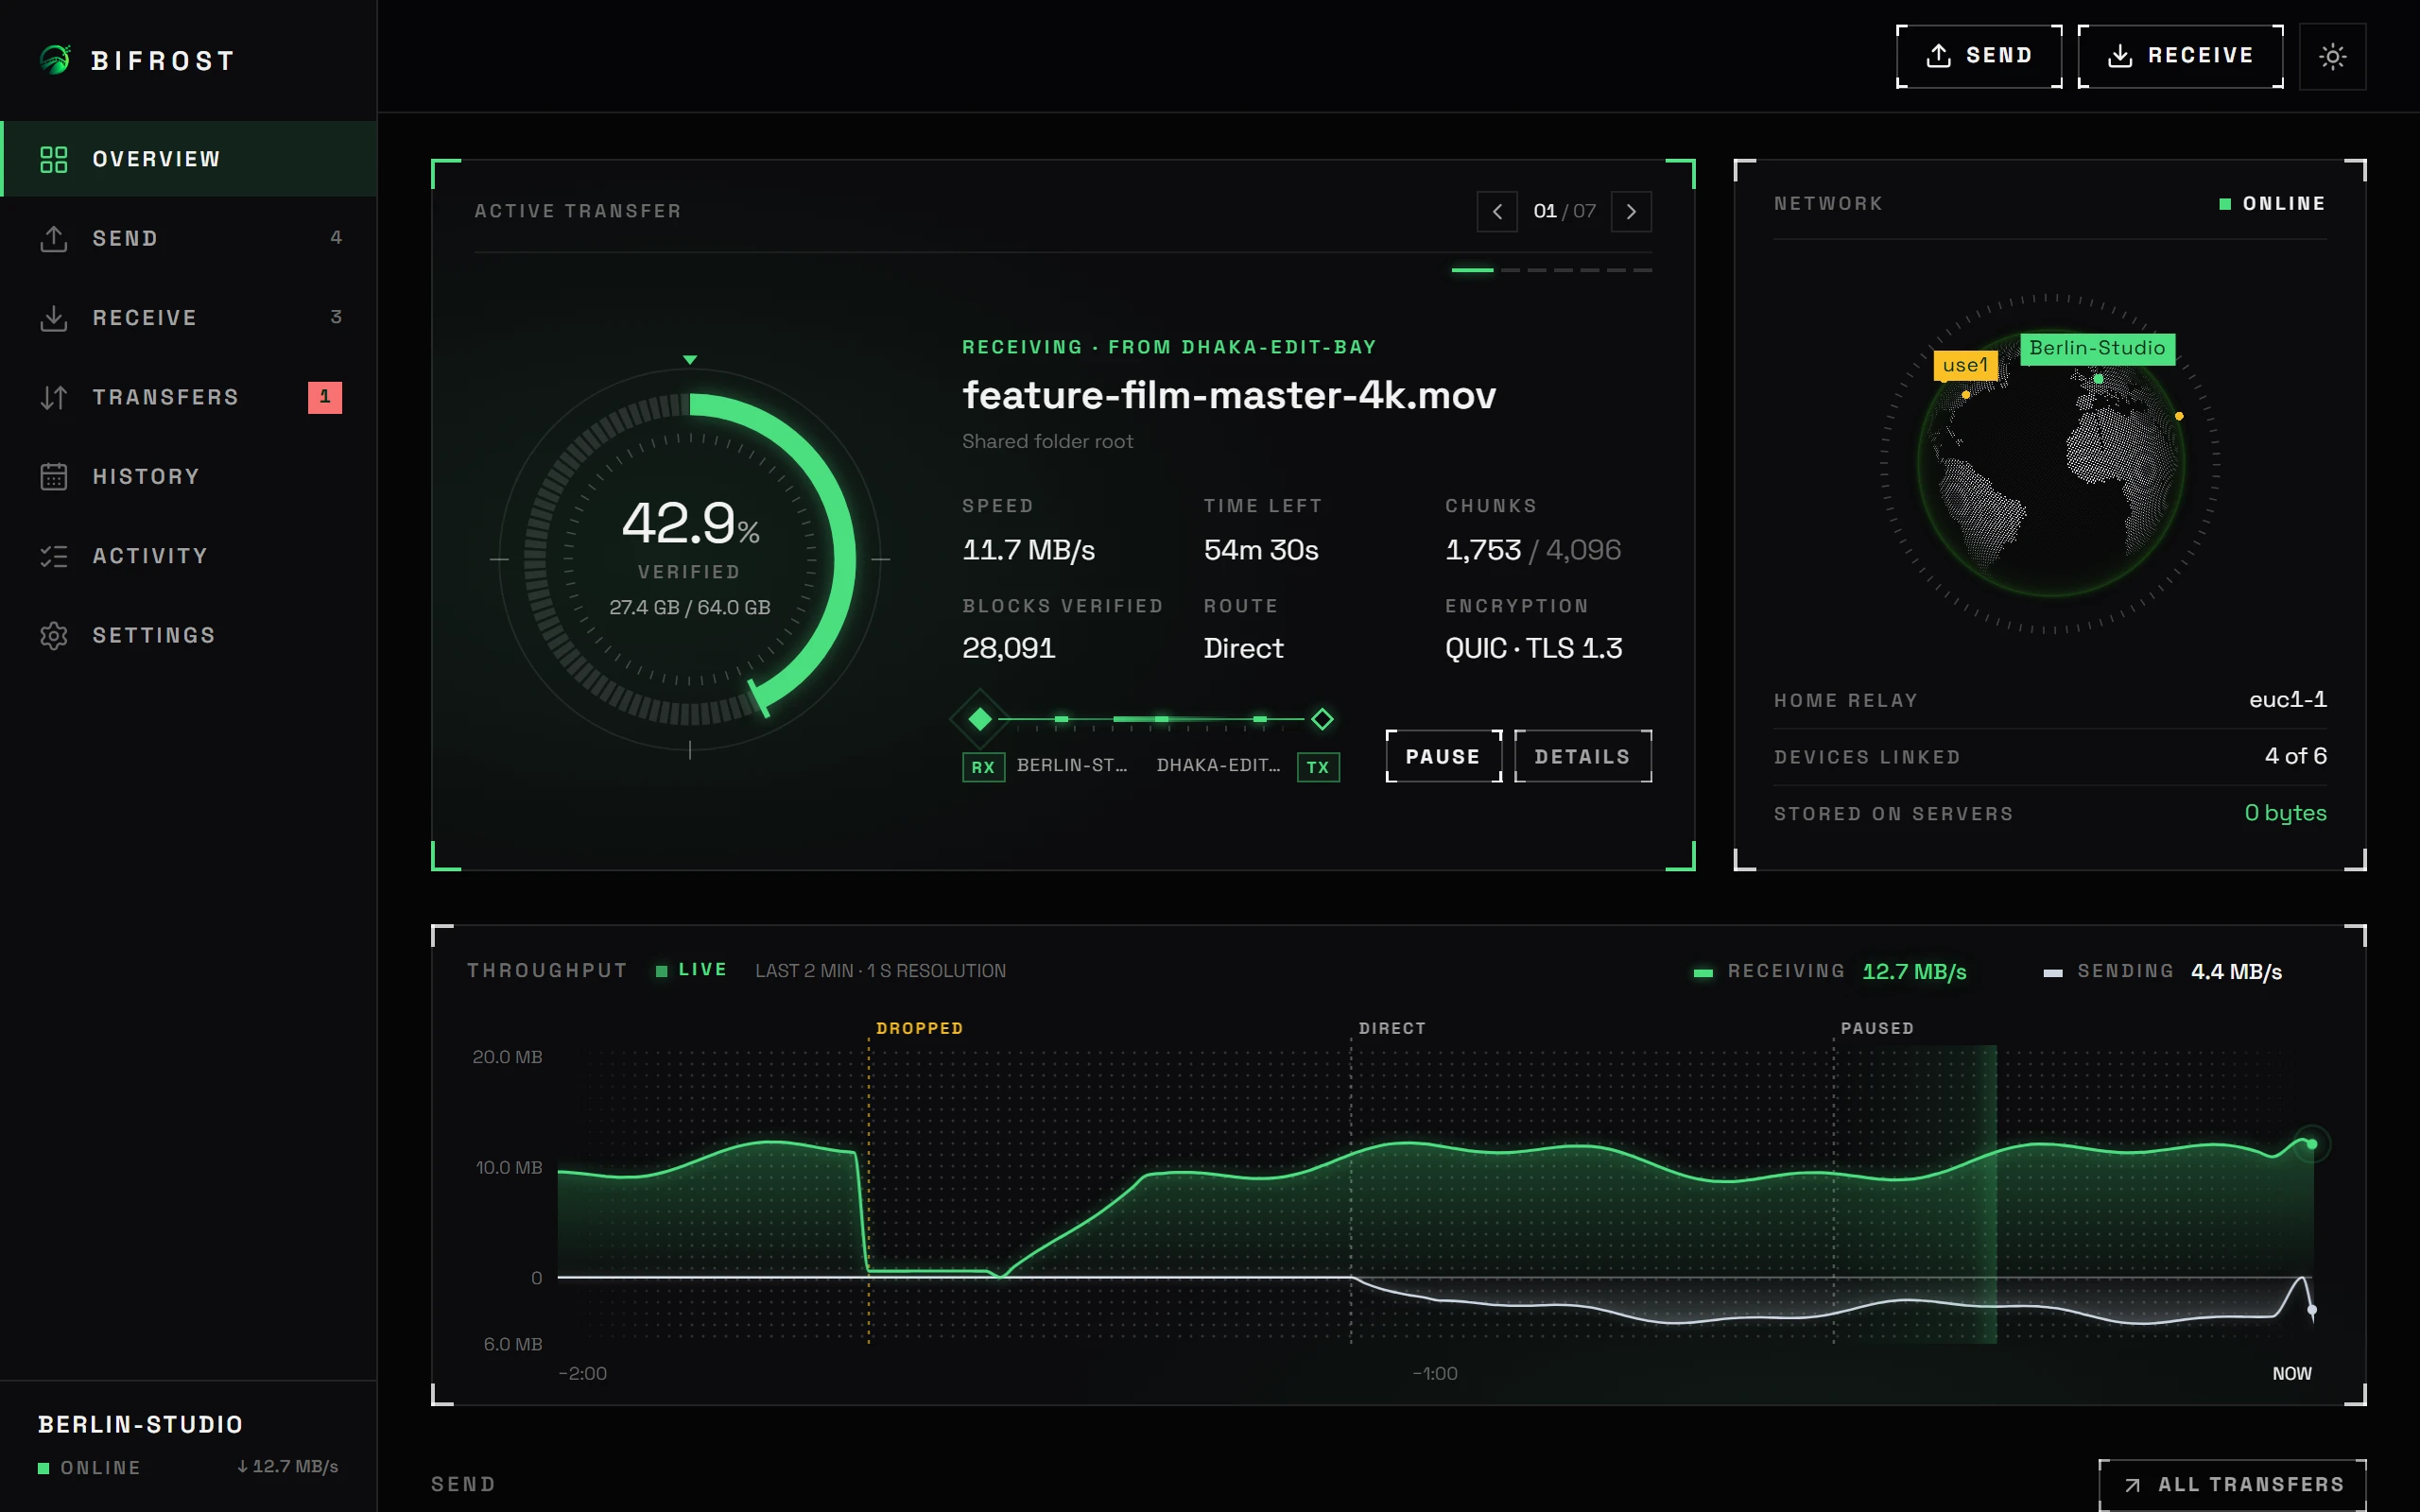 BIFROST
SEND
RECEIVE
OVERVIEW
SEND 4
RECEIVE 3
TRANSFERS 1
HISTORY
ACTIVITY
SETTINGS
BERLIN-STUDIO
ONLINE ↓ 12.7 MB/s
ACTIVE TRANSFER 01 / 07
42.9%
VERIFIED
27.4 GB / 64.0 GB
RECEIVING · FROM DHAKA-EDIT-BAY
feature-film-master-4k.mov
Shared folder root
SPEED TIME LEFT CHUNKS
11.7 MB/s 54m 30s 1,753 / 4,096
BLOCKS VERIFIED ROUTE ENCRYPTION
28,091 Direct QUIC · TLS 1.3
RX BERLIN-ST… DHAKA-EDIT… TX
PAUSE DETAILS
NETWORK ONLINE
Berlin-Studio
use1
HOME RELAY euc1-1
DEVICES LINKED 4 of 6
STORED ON SERVERS 0 bytes
THROUGHPUT LIVE LAST 2 MIN · 1 S RESOLUTION RECEIVING 12.7 MB/s SENDING 4.4 MB/s
DROPPED DIRECT PAUSED
20.0 MB
10.0 MB
0
6.0 MB
−2:00 −1:00 NOW
SEND ALL TRANSFERS